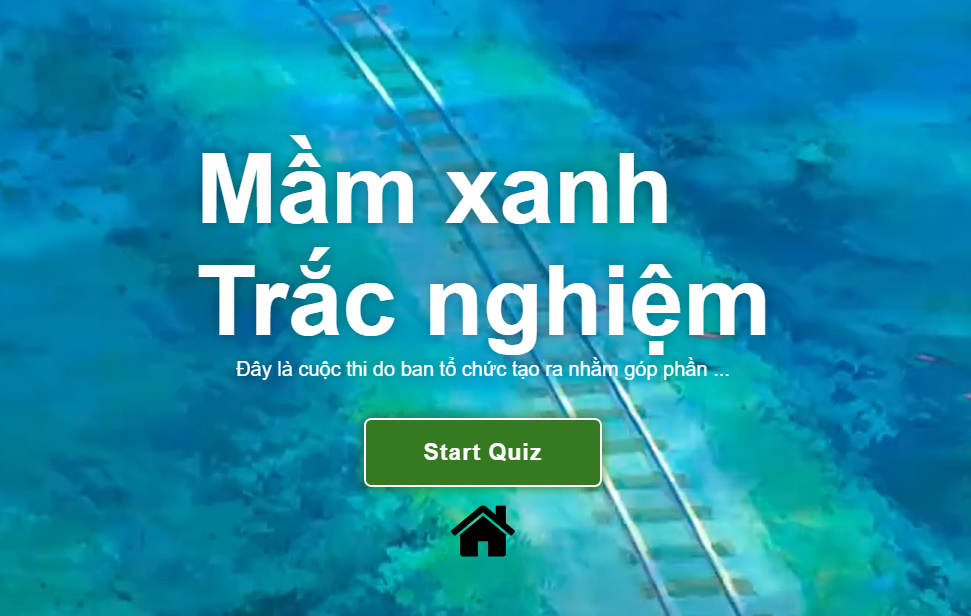 Mầm xanh
Trắc nghiệm
Đây là cuộc thi do ban tổ chức tạo ra nhằm góp phần ...
Start Quiz